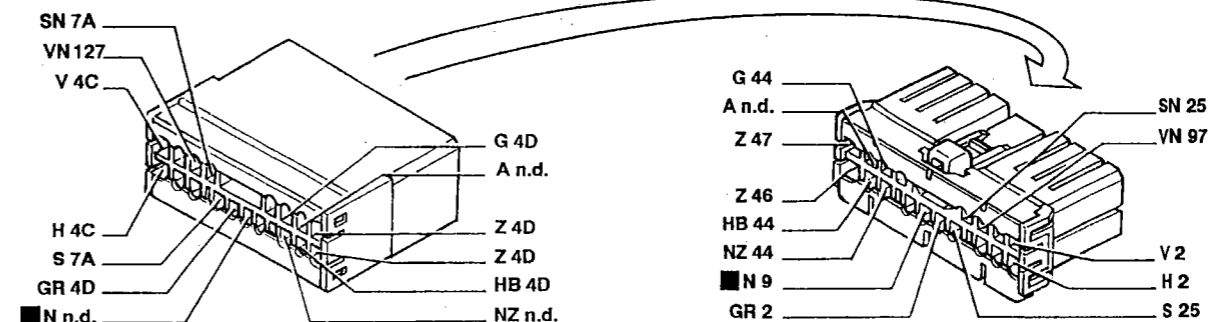 SN 7A
VN 127
V 4C
H 4C
S 7A
GR 4D
N n.d.
G 4D
A n.d.
Z 4D
Z 4D
HB 4D
NZ n.d.
G 44
A n.d.
Z 47
Z 46
HB 44
NZ 44
N 9
GR 2
SN 25
VN 97
V 2
H 2
S 25